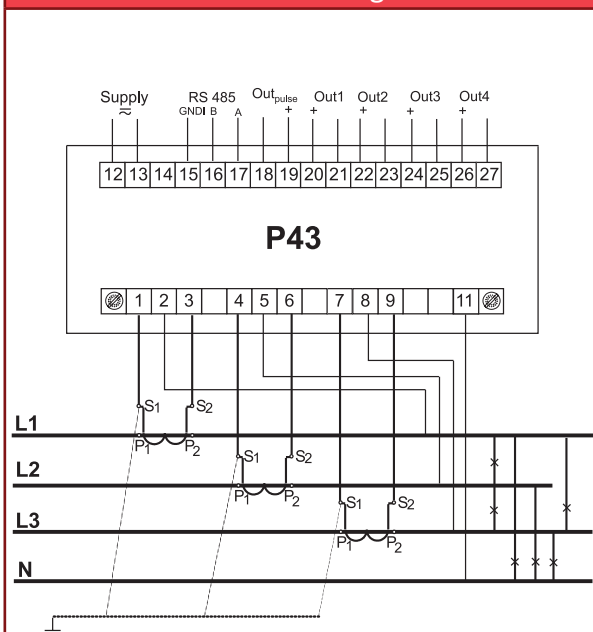 Supply RS 485 Outpulse Out1 Out2 Out3 Out4
≂ GNDI B A + + + + +
12 13 14 15 16 17 18 19 20 21 22 23 24 25 26 27
P43
1 2 3 4 5 6 7 8 9 11
S1 S2
L1
P1 P2
S1 S2
L2
P1 P2
S1 S2
L3
P1 P2
N